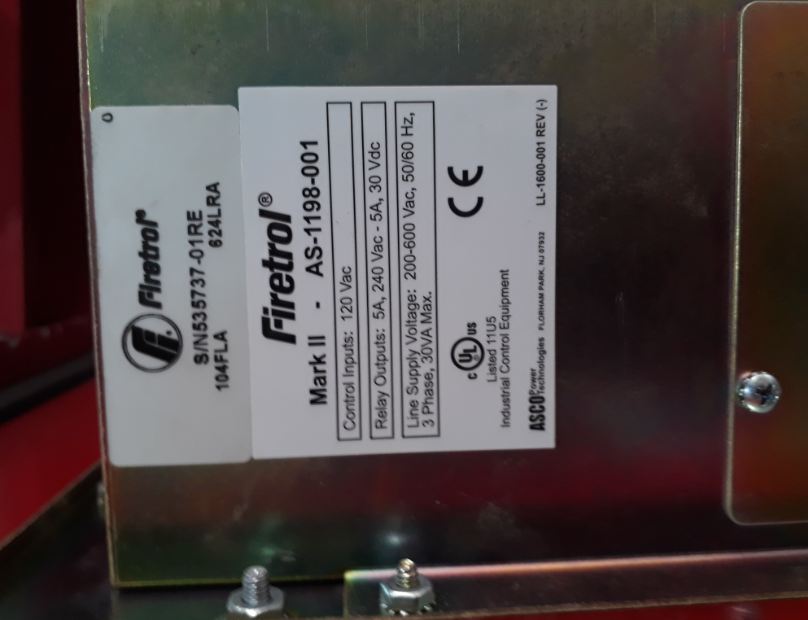 Firetrol
S/N535737-01RE
104FLA 624LRA
Firetrol®
Mark II - AS-1198-001
Control Inputs: 120 Vac
Relay Outputs: 5A, 240 Vac - 5A, 30 Vdc
Line Supply Voltage: 200-600 Vac, 50/60 Hz,
3 Phase, 30VA Max.
c UL us
CE
Listed 11U5
Industrial Control Equipment
ASCO Power Technologies FLORHAM PARK, NJ 07932 LL-1600-001 REV (-)